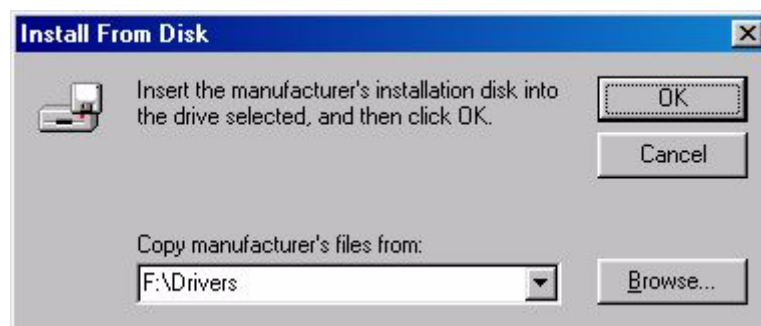 Install From Disk
Insert the manufacturer's installation disk into
the drive selected, and then click OK.
OK
Cancel
Copy manufacturer's files from:
F:\Drivers
Browse...